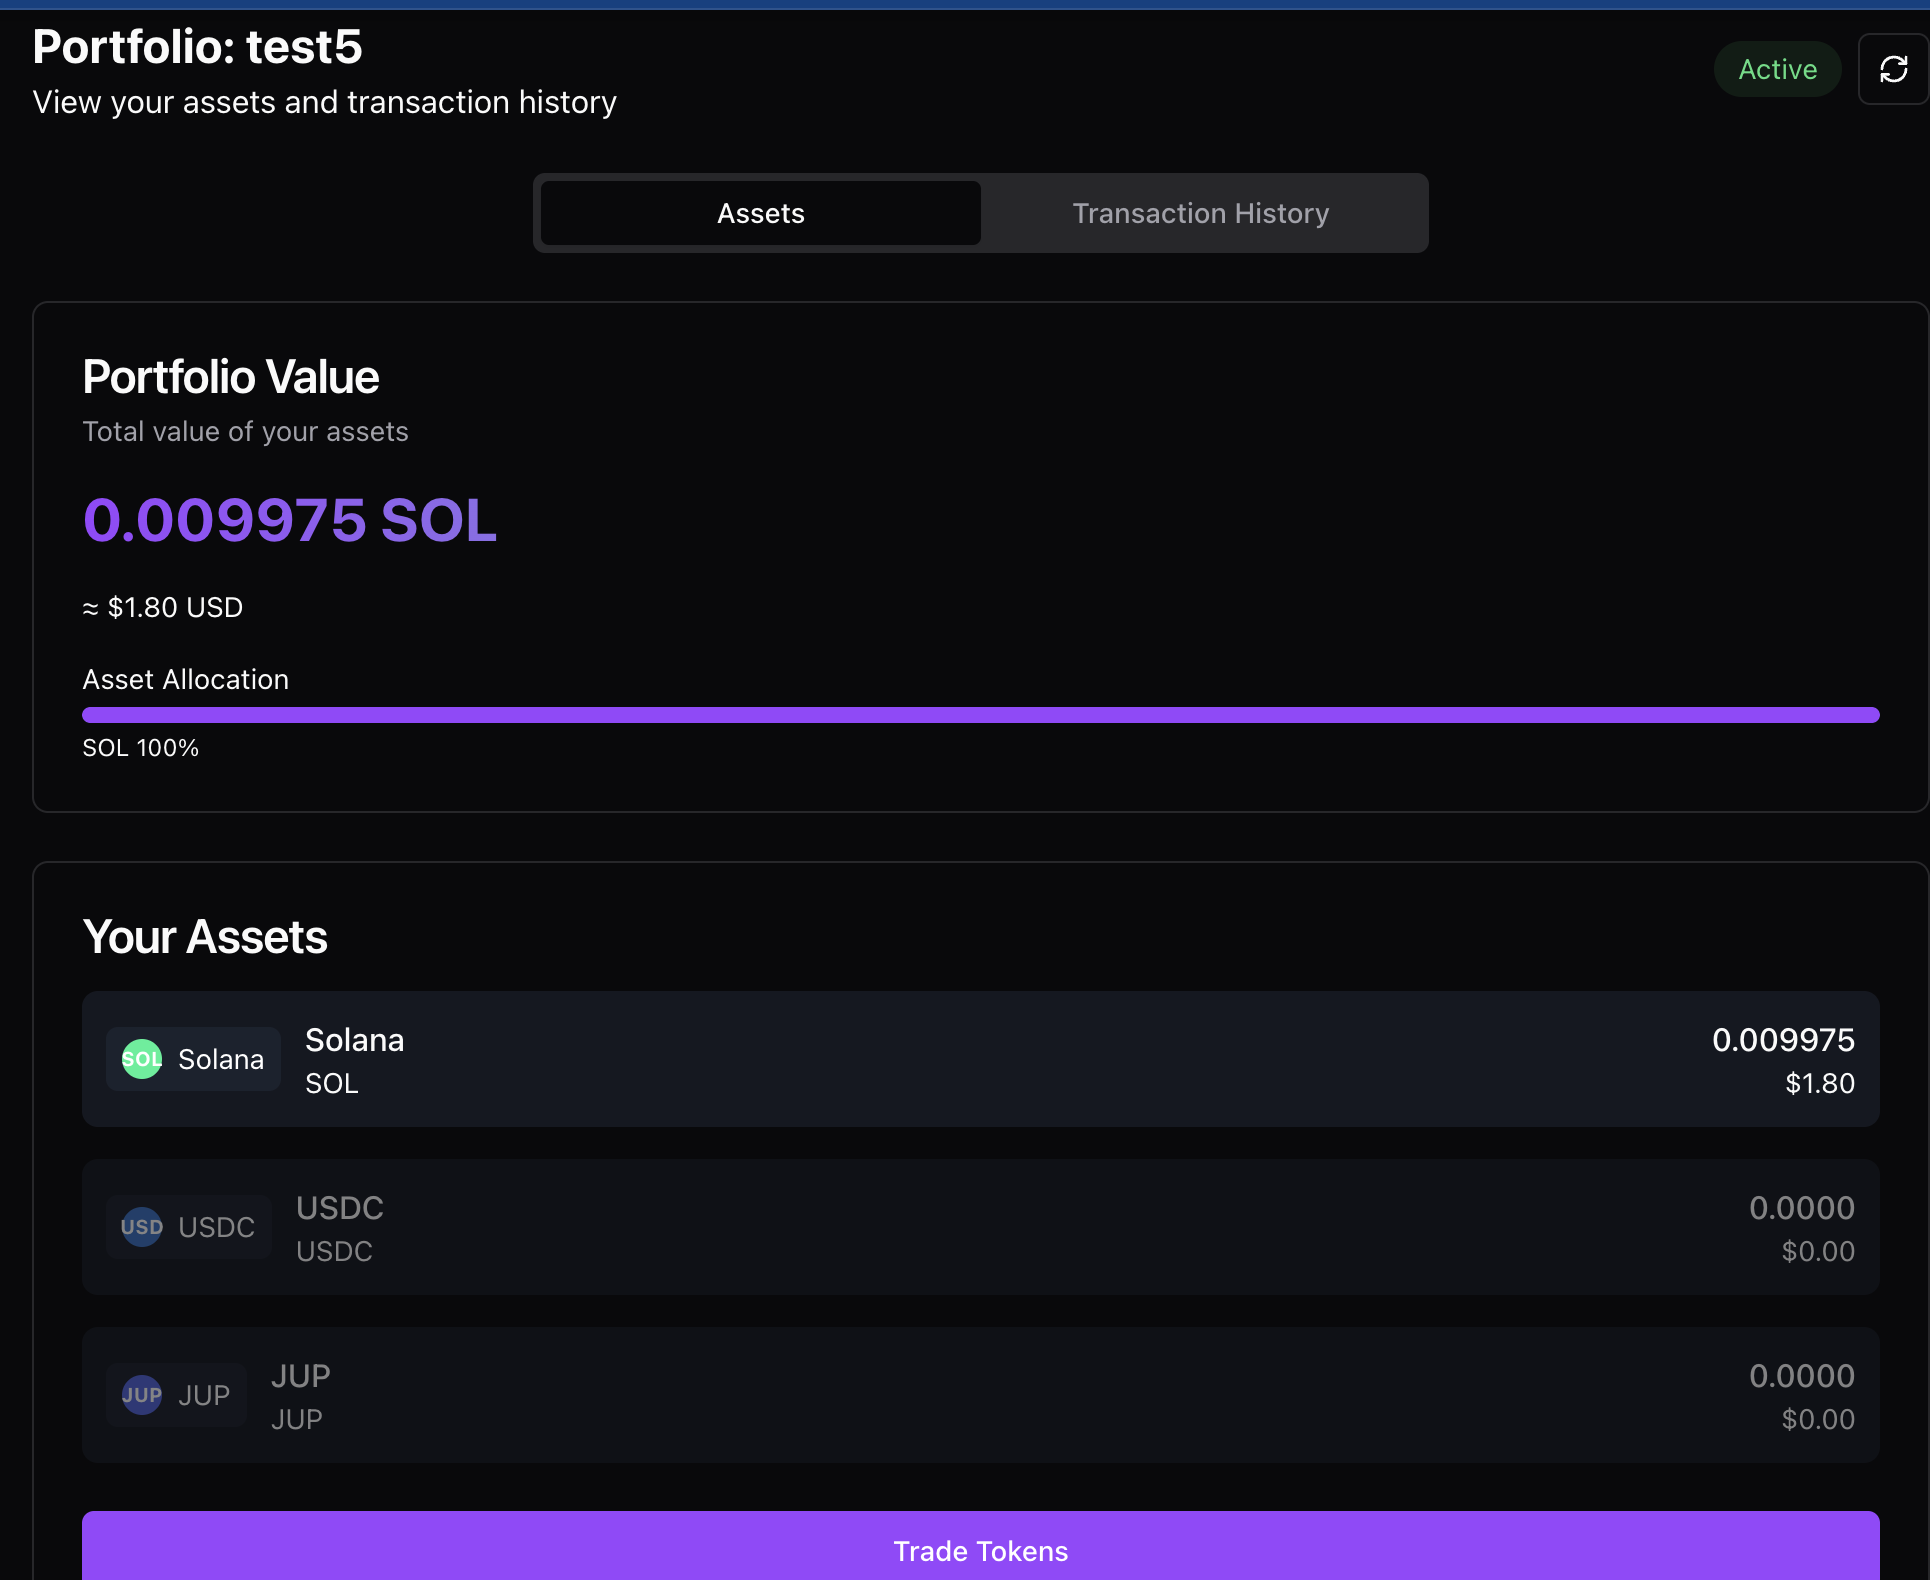 Portfolio: test5
View your assets and transaction history
Active
Assets
Transaction History
Portfolio Value
Total value of your assets
0.009975 SOL
≈ $1.80 USD
Asset Allocation
SOL 100%
Your Assets
SOL Solana
Solana
SOL
0.009975
$1.80
USD USDC
USDC
USDC
0.0000
$0.00
JUP JUP
JUP
JUP
0.0000
$0.00
Trade Tokens